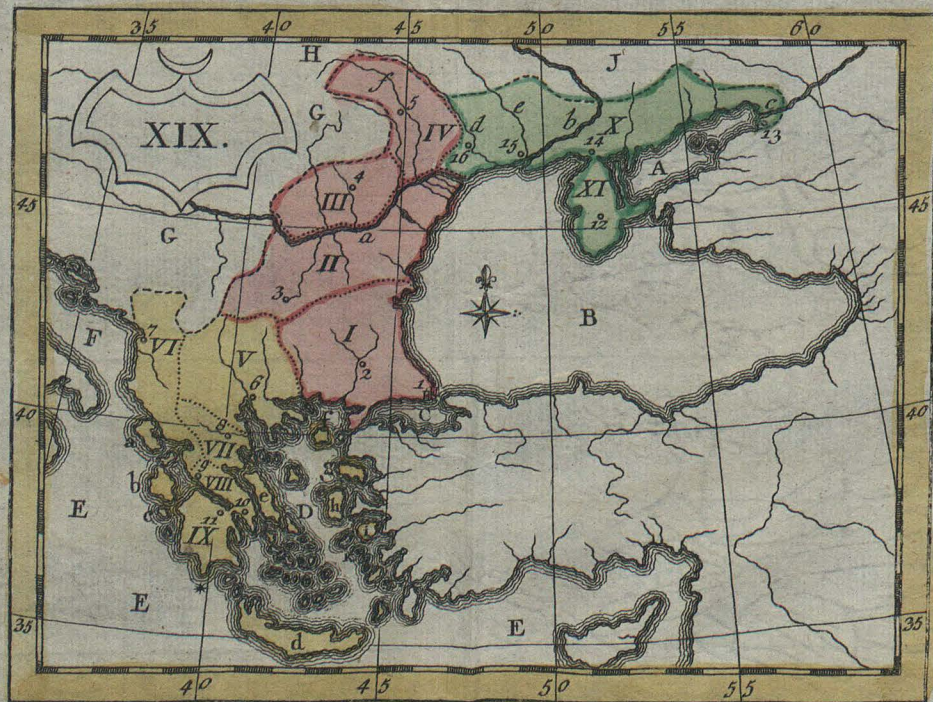 35 40 45 50 55 60
XIX.
H
J
f
G
5
e
c
IV
d
b
X
13
16
15
14
A
4
III
XI
45
45
12
G
a
II
3
B
F
7
VI
I
V
2
1
6
C
40
40
f
8
a
VII
9
g
b
VIII
e
h
E
c
10
D
11
i
IX
k
E
E
d
35
35
40 45 50 55